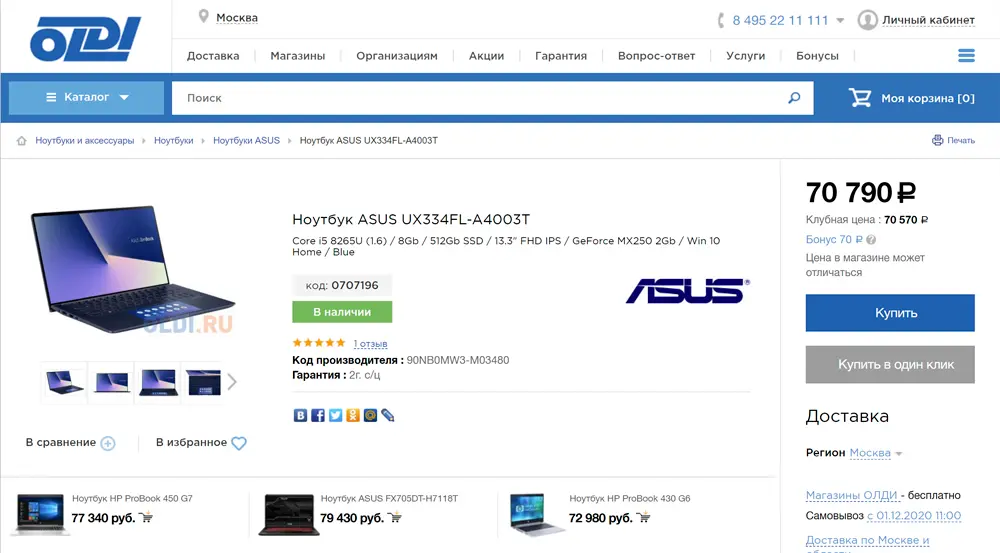 OLDI
Москва
8 495 22 11 111
Личный кабинет
Доставка
Магазины
Организациям
Акции
Гарантия
Вопрос-ответ
Услуги
Бонусы
Каталог
Поиск
Моя корзина [0]
Ноутбуки и аксессуары
Ноутбуки
Ноутбуки ASUS
Ноутбук ASUS UX334FL-A4003T
Печать
OLDI.RU
В сравнение
В избранное
Ноутбук ASUS UX334FL-A4003T
Core i5 8265U (1.6) / 8Gb / 512Gb SSD / 13.3" FHD IPS / GeForce MX250 2Gb / Win 10
Home / Blue
код: 0707196
В наличии
ASUS®
1 отзыв
Код производителя : 90NB0MW3-M03480
Гарантия : 2г. с/ц
70 790 ₽
Клубная цена : 70 570 ₽
Бонус 70 ₽ ?
Цена в магазине может
отличаться
Купить
Купить в один клик
Доставка
Регион Москва
Магазины ОЛДИ - бесплатно
Самовывоз с 01.12.2020 11:00
Доставка по Москве и
области
Ноутбук HP ProBook 450 G7
77 340 руб.
Ноутбук ASUS FX705DT-H7118T
79 430 руб.
Ноутбук HP ProBook 430 G6
72 980 руб.